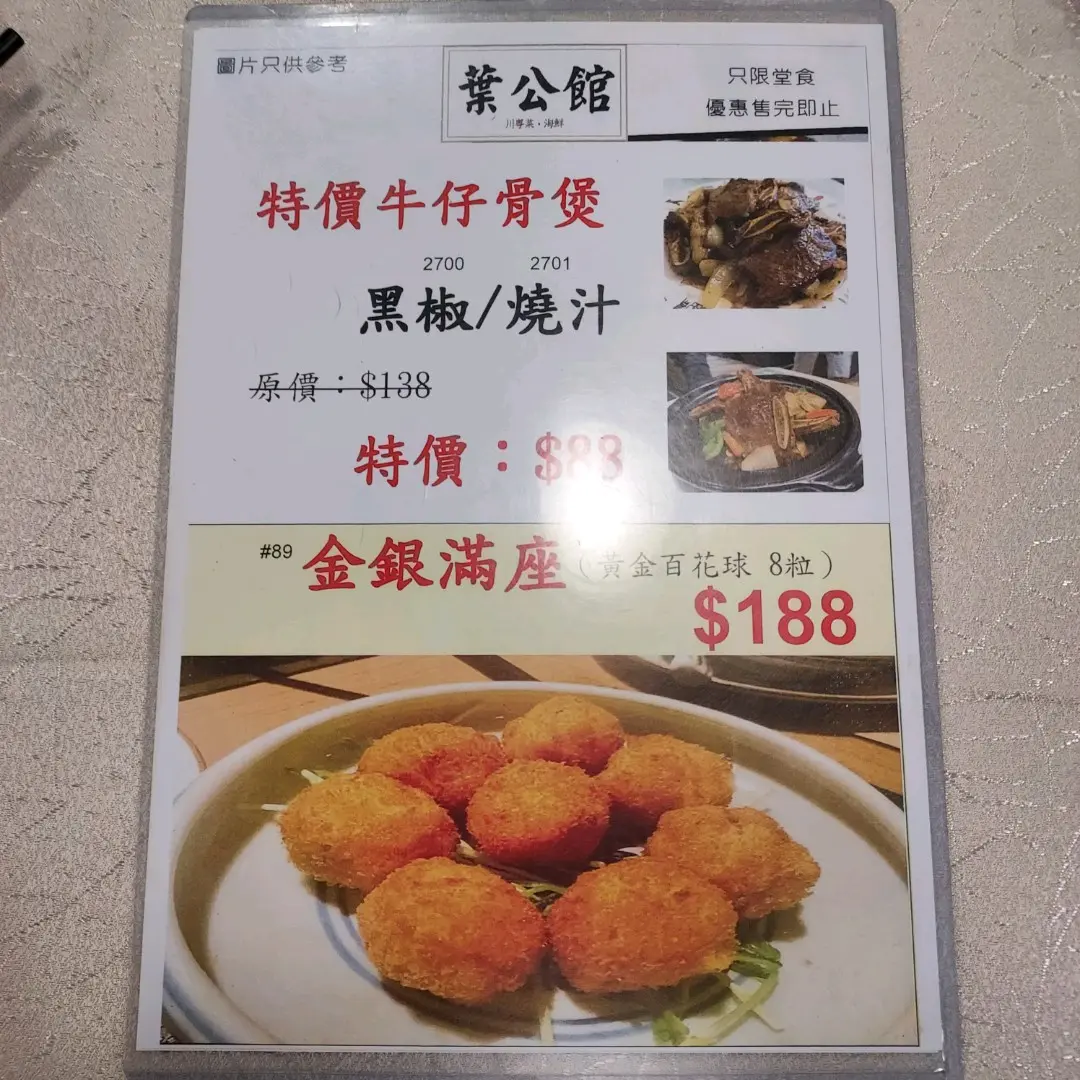 圖片只供參考
葉公館
川粵菜·海鮮
只限堂食
優惠售完即止
特價牛仔骨煲
2700 2701
黑椒/燒汁
原價：$138
特價：$88
#89 金銀滿座（黃金百花球 8粒）
$188